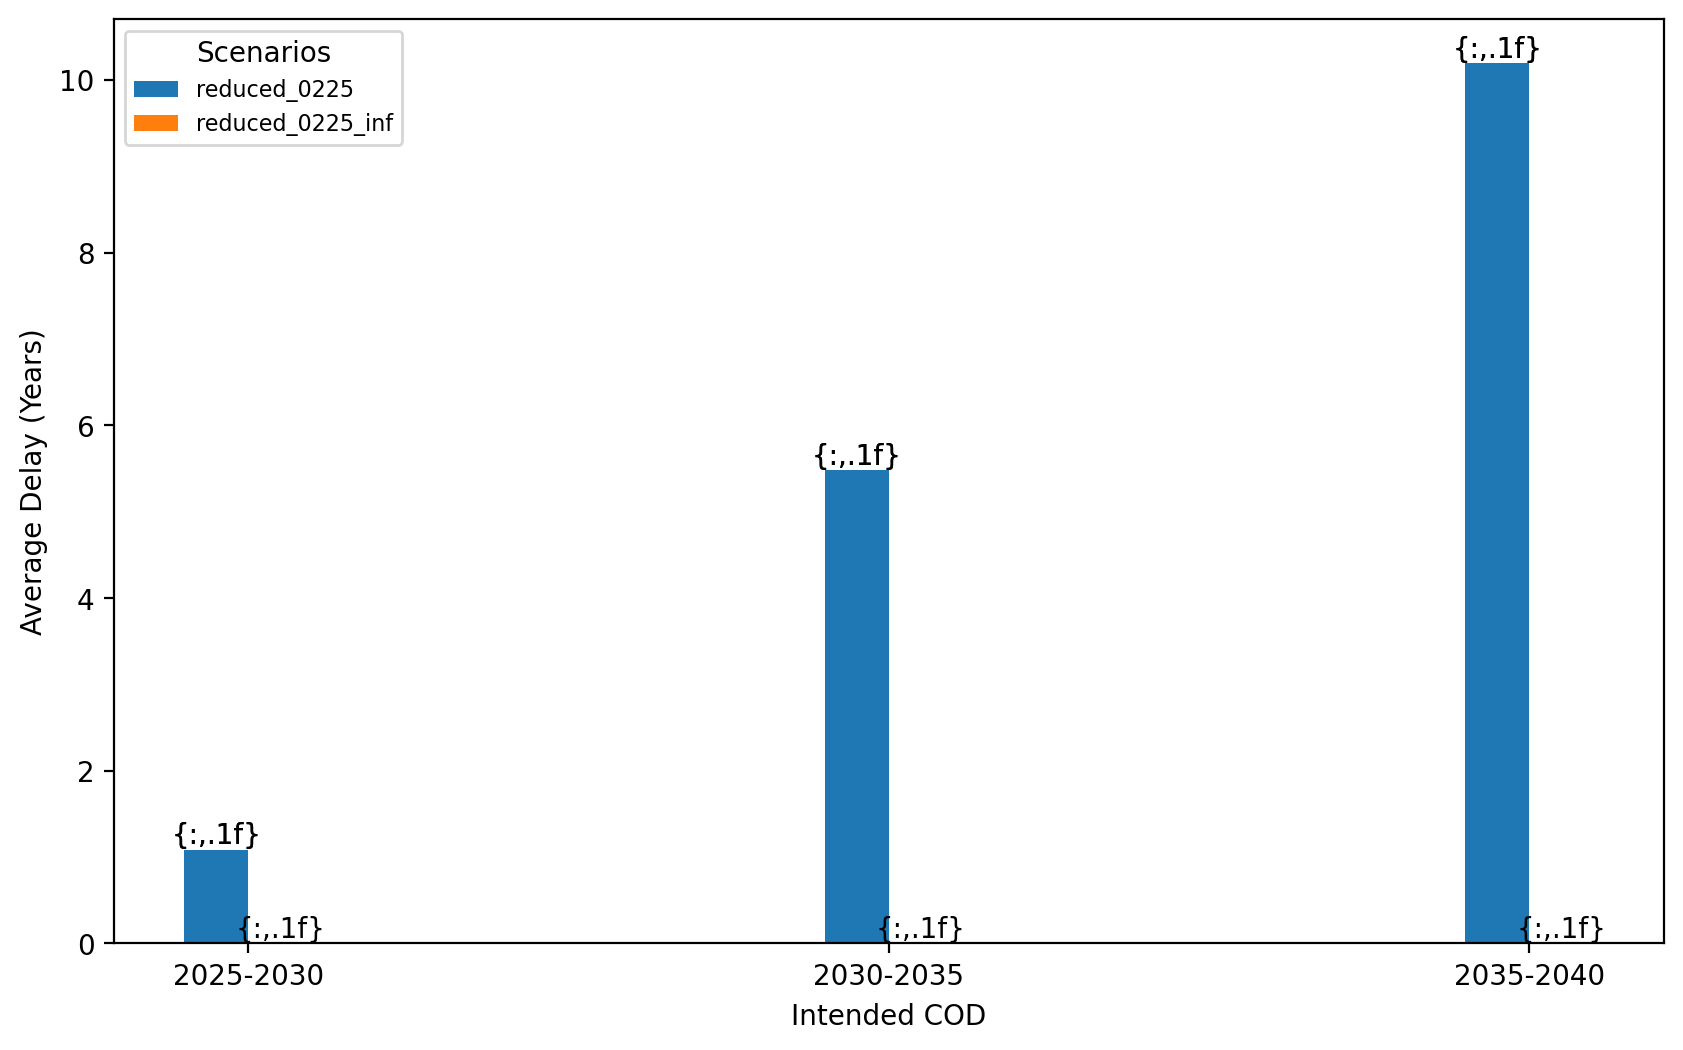 Scenarios
reduced_0225
reduced_0225_inf
Average Delay (Years)
10
8
6
4
2
0
{:,.1f}
{:,.1f}
{:,.1f}
{:,.1f}
{:,.1f}
{:,.1f}
2025-2030
2030-2035
2035-2040
Intended COD